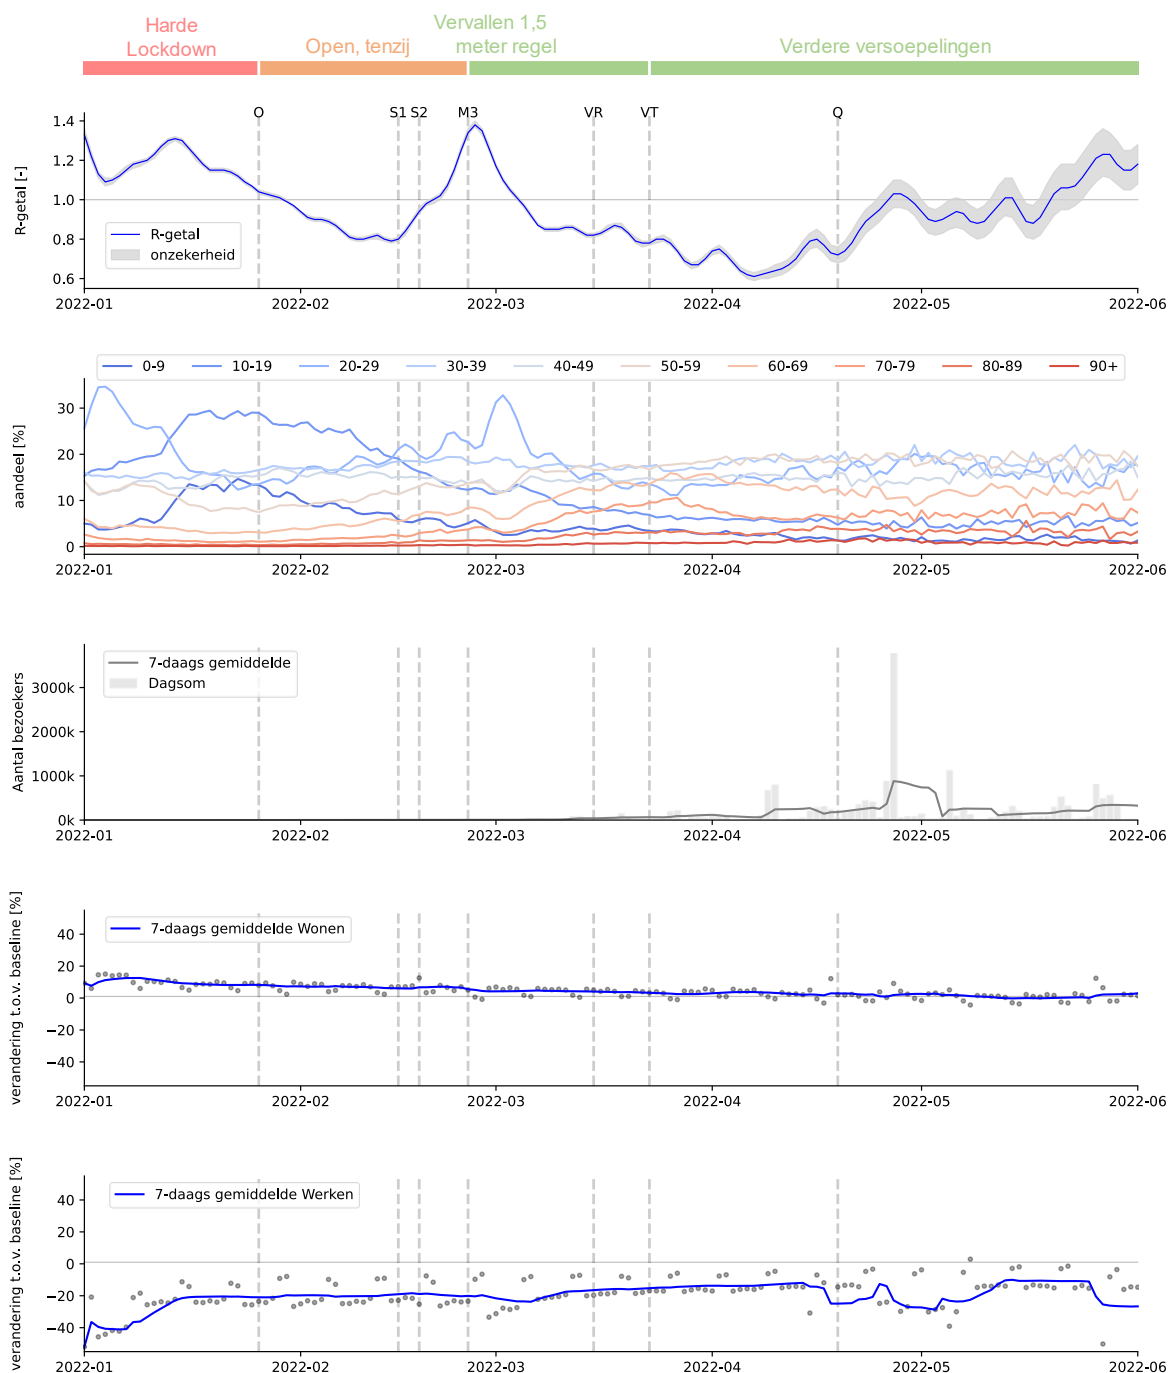 Harde
Lockdown
Open, tenzij
Vervallen 1,5
meter regel
Verdere versoepelingen
O
S1
S2
M3
VR
VT
Q
R-getal [-]
1.4
1.2
1.0
0.8
0.6
R-getal
onzekerheid
2022-01
2022-02
2022-03
2022-04
2022-05
2022-06
0-9
10-19
20-29
30-39
40-49
50-59
60-69
70-79
80-89
90+
aandeel [%]
30
20
10
0
2022-01
2022-02
2022-03
2022-04
2022-05
2022-06
Aantal bezoekers
7-daags gemiddelde
Dagsom
3000k
2000k
1000k
0k
2022-01
2022-02
2022-03
2022-04
2022-05
2022-06
verandering t.o.v. baseline [%]
7-daags gemiddelde Wonen
40
20
0
−20
−40
2022-01
2022-02
2022-03
2022-04
2022-05
2022-06
verandering t.o.v. baseline [%]
7-daags gemiddelde Werken
40
20
0
−20
−40
2022-01
2022-02
2022-03
2022-04
2022-05
2022-06